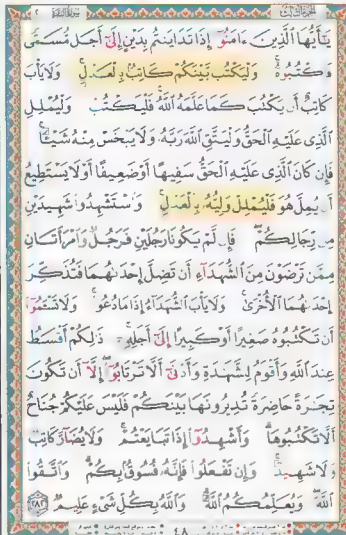 يَٰٓأَيُّهَا ٱلَّذِينَ ءَامَنُوٓا۟ إِذَا تَدَايَنتُم بِدَيْنٍ إِلَىٰٓ أَجَلٍ مُّسَمًّى
فَٱكْتُبُوهُ ۚ وَلْيَكْتُب بَّيْنَكُمْ كَاتِبٌۢ بِٱلْعَدْلِ ۚ وَلَا يَأْبَ
كَاتِبٌ أَن يَكْتُبَ كَمَا عَلَّمَهُ ٱللَّهُ ۚ فَلْيَكْتُبْ وَلْيُمْلِلِ
ٱلَّذِى عَلَيْهِ ٱلْحَقُّ وَلْيَتَّقِ ٱللَّهَ رَبَّهُۥ وَلَا يَبْخَسْ مِنْهُ شَيْـًٔا ۚ
فَإِن كَانَ ٱلَّذِى عَلَيْهِ ٱلْحَقُّ سَفِيهًا أَوْ ضَعِيفًا أَوْ لَا يَسْتَطِيعُ
أَن يُمِلَّ هُوَ فَلْيُمْلِلْ وَلِيُّهُۥ بِٱلْعَدْلِ ۚ وَٱسْتَشْهِدُوا۟ شَهِيدَيْنِ
مِن رِّجَالِكُمْ ۖ فَإِن لَّمْ يَكُونَا رَجُلَيْنِ فَرَجُلٌ وَٱمْرَأَتَانِ
مِمَّن تَرْضَوْنَ مِنَ ٱلشُّهَدَآءِ أَن تَضِلَّ إِحْدَىٰهُمَا فَتُذَكِّرَ
إِحْدَىٰهُمَا ٱلْأُخْرَىٰ ۚ وَلَا يَأْبَ ٱلشُّهَدَآءُ إِذَا مَا دُعُوا۟ ۚ وَلَا تَسْـَٔمُوٓا۟
أَن تَكْتُبُوهُ صَغِيرًا أَوْ كَبِيرًا إِلَىٰٓ أَجَلِهِۦ ۚ ذَٰلِكُمْ أَقْسَطُ
عِندَ ٱللَّهِ وَأَقْوَمُ لِلشَّهَٰدَةِ وَأَدْنَىٰٓ أَلَّا تَرْتَابُوٓا۟ ۖ إِلَّآ أَن تَكُونَ
تِجَٰرَةً حَاضِرَةً تُدِيرُونَهَا بَيْنَكُمْ فَلَيْسَ عَلَيْكُمْ جُنَاحٌ
أَلَّا تَكْتُبُوهَا ۗ وَأَشْهِدُوٓا۟ إِذَا تَبَايَعْتُمْ ۚ وَلَا يُضَآرَّ كَاتِبٌ
وَلَا شَهِيدٌ ۚ وَإِن تَفْعَلُوا۟ فَإِنَّهُۥ فُسُوقٌۢ بِكُمْ ۗ وَٱتَّقُوا۟
ٱللَّهَ ۖ وَيُعَلِّمُكُمُ ٱللَّهُ ۗ وَٱللَّهُ بِكُلِّ شَىْءٍ عَلِيمٌ ٢٨٢
٤٨